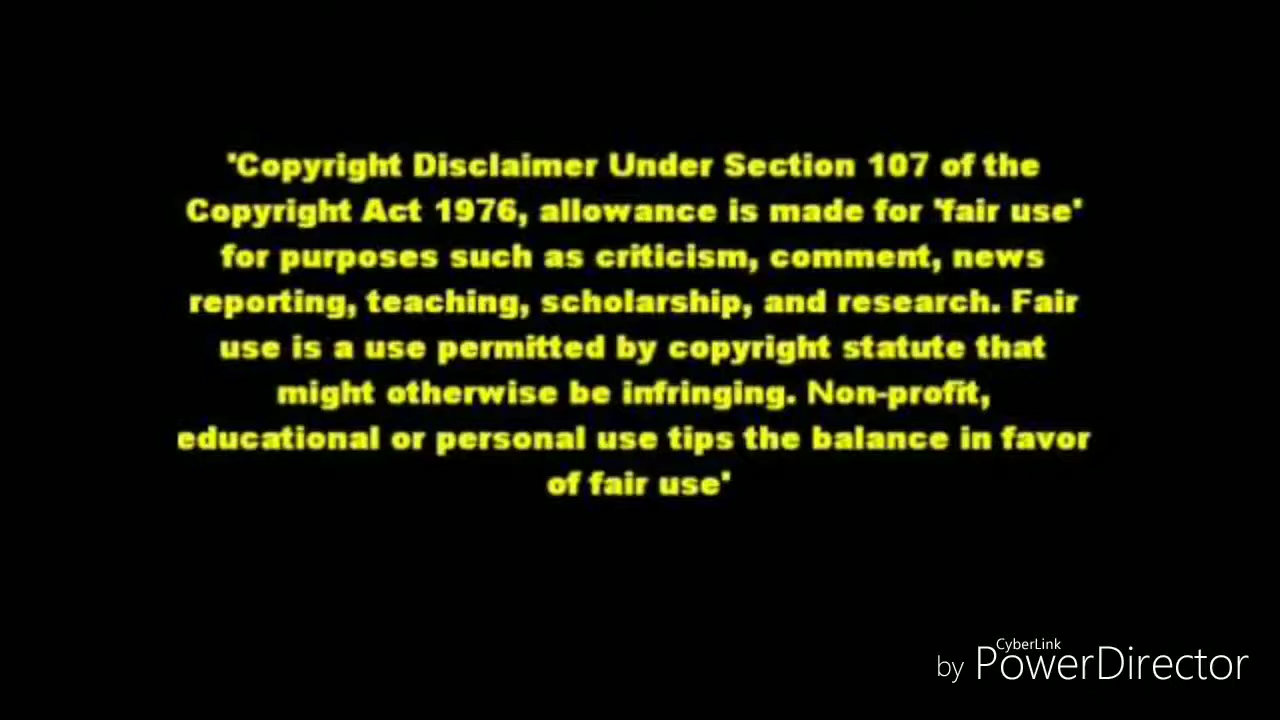 'Copyright Disclaimer Under Section 107 of the
Copyright Act 1976, allowance is made for 'fair use'
for purposes such as criticism, comment, news
reporting, teaching, scholarship, and research. Fair
use is a use permitted by copyright statute that
might otherwise be infringing. Non-profit,
educational or personal use tips the balance in favor
of fair use'
CyberLink
by PowerDirector